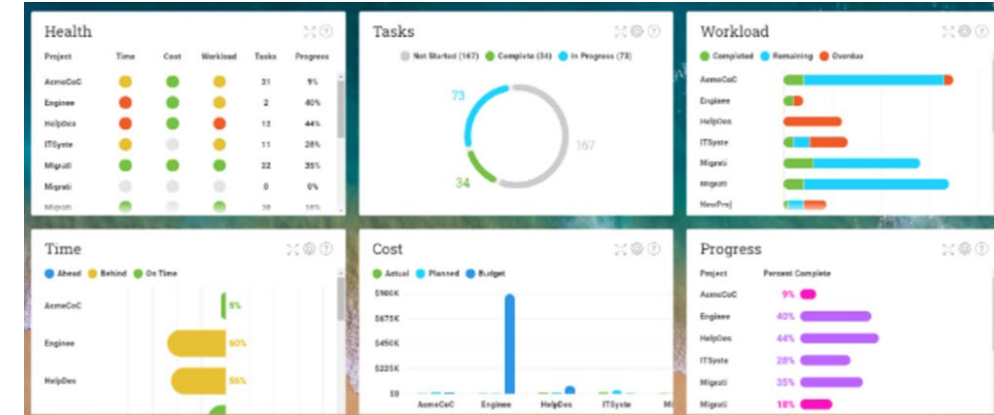 Health
Project Time Cost Workload Tasks Progress
AcmeCoC 31 9%
Enginee 2 40%
HelpDes 12 44%
ITSyste 11 28%
Migrati 22 35%
Migrati 0 0%
Migrati
Tasks
Not Started (167) Complete (34) In Progress (73)
73
167
34
Workload
Completed Remaining Overdue
AcmeCoC
Enginee
HelpDes
ITSyste
Migrati
Migrati
NewProj
Time
Ahead Behind On Time
AcmeCoC 9%
Enginee 60%
HelpDes 56%
Cost
Actual Planned Budget
$900K
$675K
$450K
$225K
$0
AcmeCoC Enginee HelpDes ITSyste Mi
Progress
Project Percent Complete
AcmeCoC 9%
Enginee 40%
HelpDes 44%
ITSyste 28%
Migrati 35%
Migrati 18%